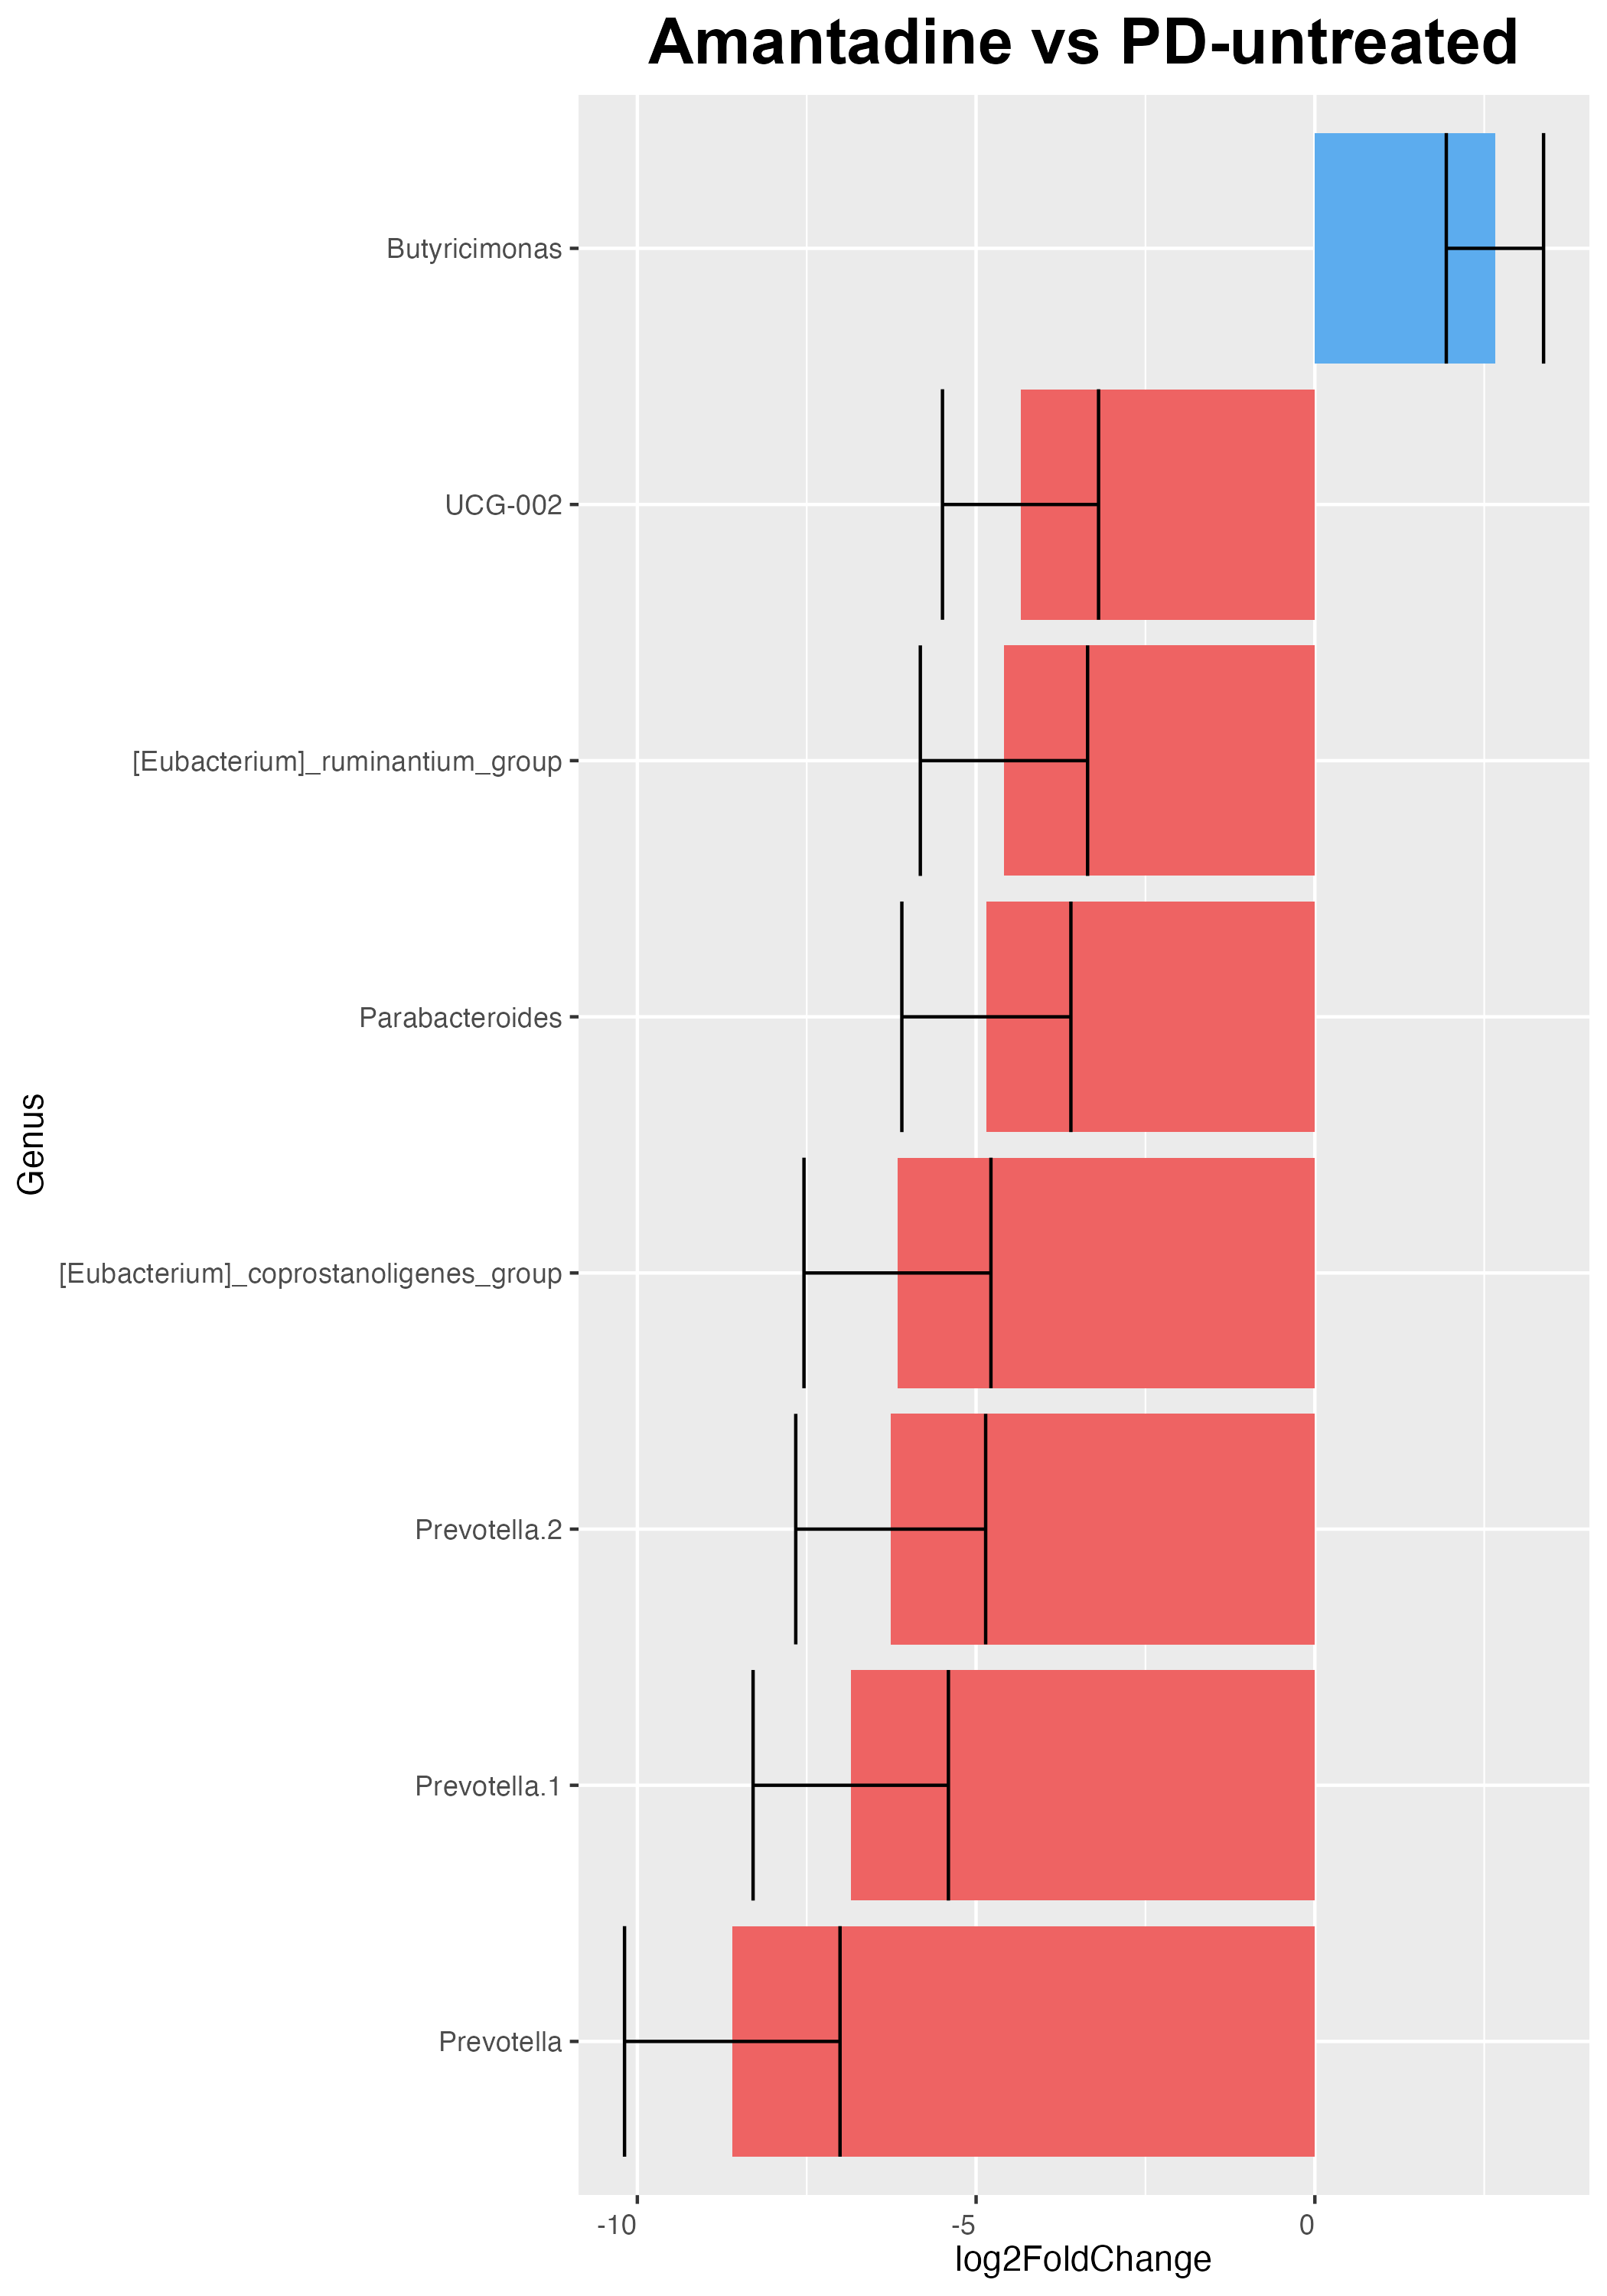 Amantadine vs PD-untreated
Butyricimonas
UCG-002
[Eubacterium]_ruminantium_group
Parabacteroides
[Eubacterium]_coprostanoligenes_group
Prevotella.2
Prevotella.1
Prevotella
Genus
-10 -5 0
log2FoldChange